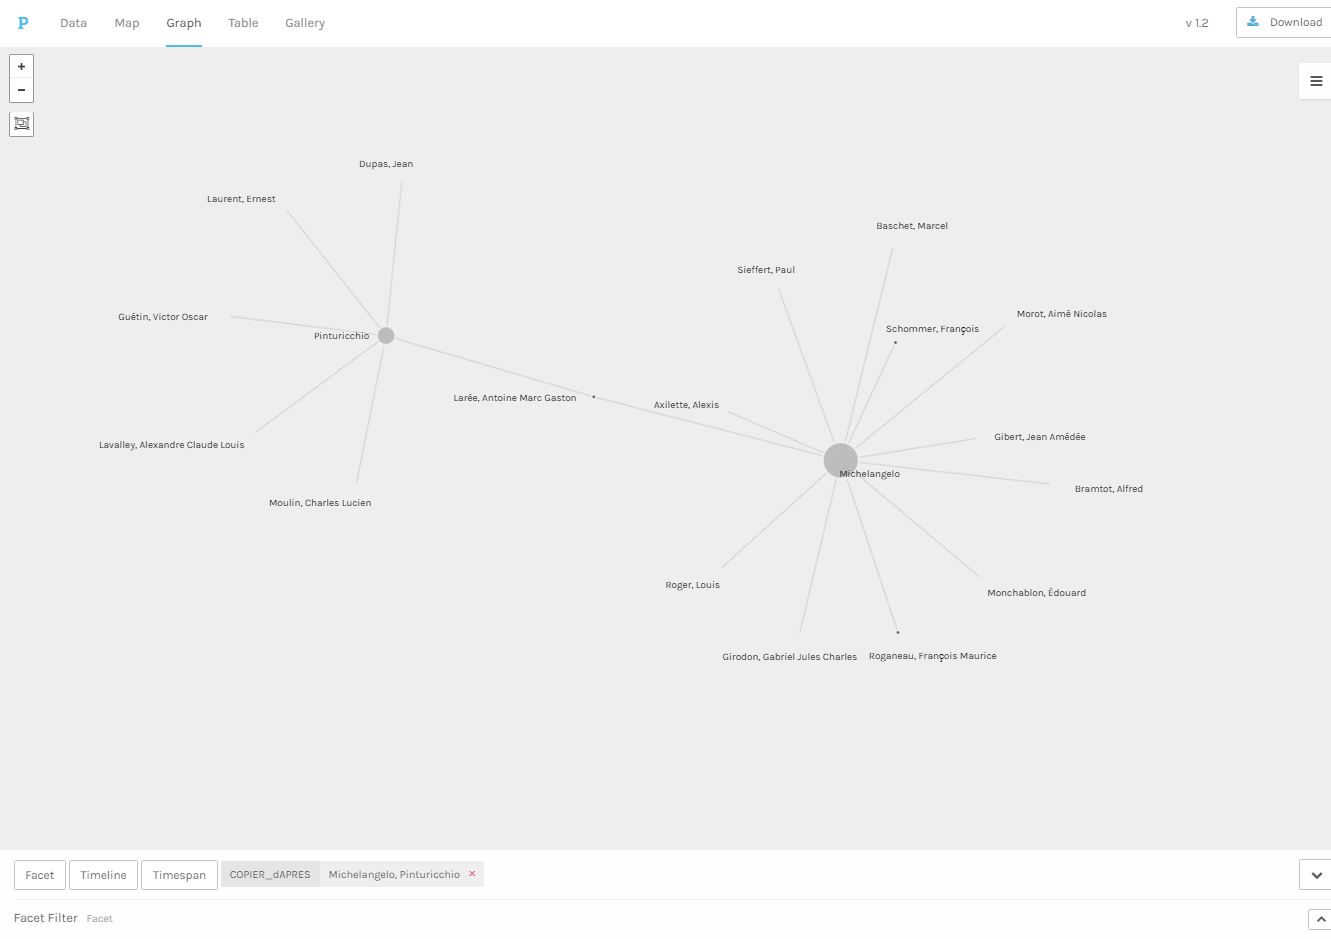 P Data Map Graph Table Gallery v 1.2 Download
+
−
Dupas, Jean
Laurent, Ernest
Baschet, Marcel
Sieffert, Paul
Morot, Aimé Nicolas
Guétin, Victor Oscar
Schommer, François
Pinturicchio
Larée, Antoine Marc Gaston
Axilette, Alexis
Gibert, Jean Amédée
Lavalley, Alexandre Claude Louis
Michelangelo
Bramtot, Alfred
Moulin, Charles Lucien
Roger, Louis
Monchablon, Édouard
Girodon, Gabriel Jules Charles
Roganeau, François Maurice
Facet Timeline Timespan COPIER_dAPRES Michelangelo, Pinturicchio ×
Facet Filter Facet